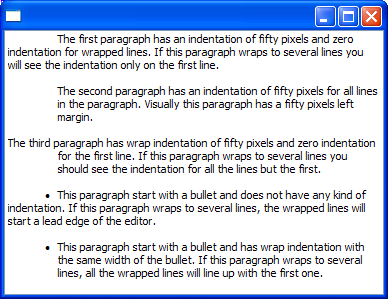 The first paragraph has an indentation of fifty pixels and zero
indentation for wrapped lines. If this paragraph wraps to several lines you
will see the indentation only on the first line.
The second paragraph has an indentation of fifty pixels for all lines
in the paragraph. Visually this paragraph has a fifty pixels left
margin.
The third paragraph has wrap indentation of fifty pixels and zero indentation
for the first line. If this paragraph wraps to several lines you
should see the indentation for all the lines but the first.
• This paragraph start with a bullet and does not have any kind of
indentation. If this paragraph wraps to several lines, the wrapped lines will
start a lead edge of the editor.
• This paragraph start with a bullet and has wrap indentation with
the same width of the bullet. If this paragraph wraps to several
lines, all the wrapped lines will line up with the first one.